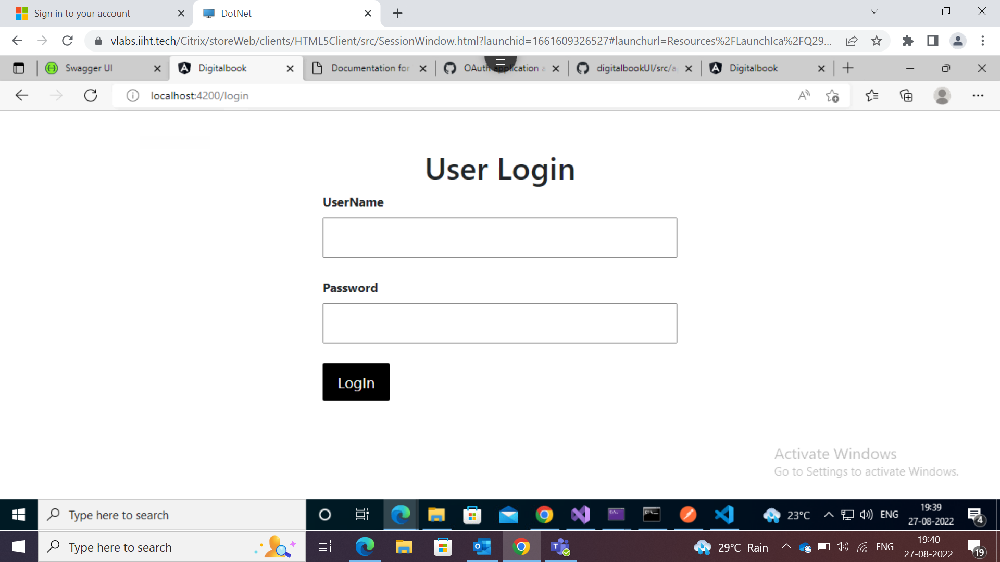 Sign in to your account
DotNet
vlabs.iiht.tech/Citrix/storeWeb/clients/HTML5Client/src/SessionWindow.html?launchid=1661609326527#launchurl=Resources%2FLaunchIca%2FQ29...
Swagger UI
Digitalbook
Documentation for
OAuth application a
digitalbookUI/src/a
Digitalbook
localhost:4200/login
User Login
UserName
Password
LogIn
Activate Windows
Go to Settings to activate Windows.
Type here to search
23°C
ENG
19:39
27-08-2022
4
Type here to search
29°C Rain
ENG
19:40
27-08-2022
19